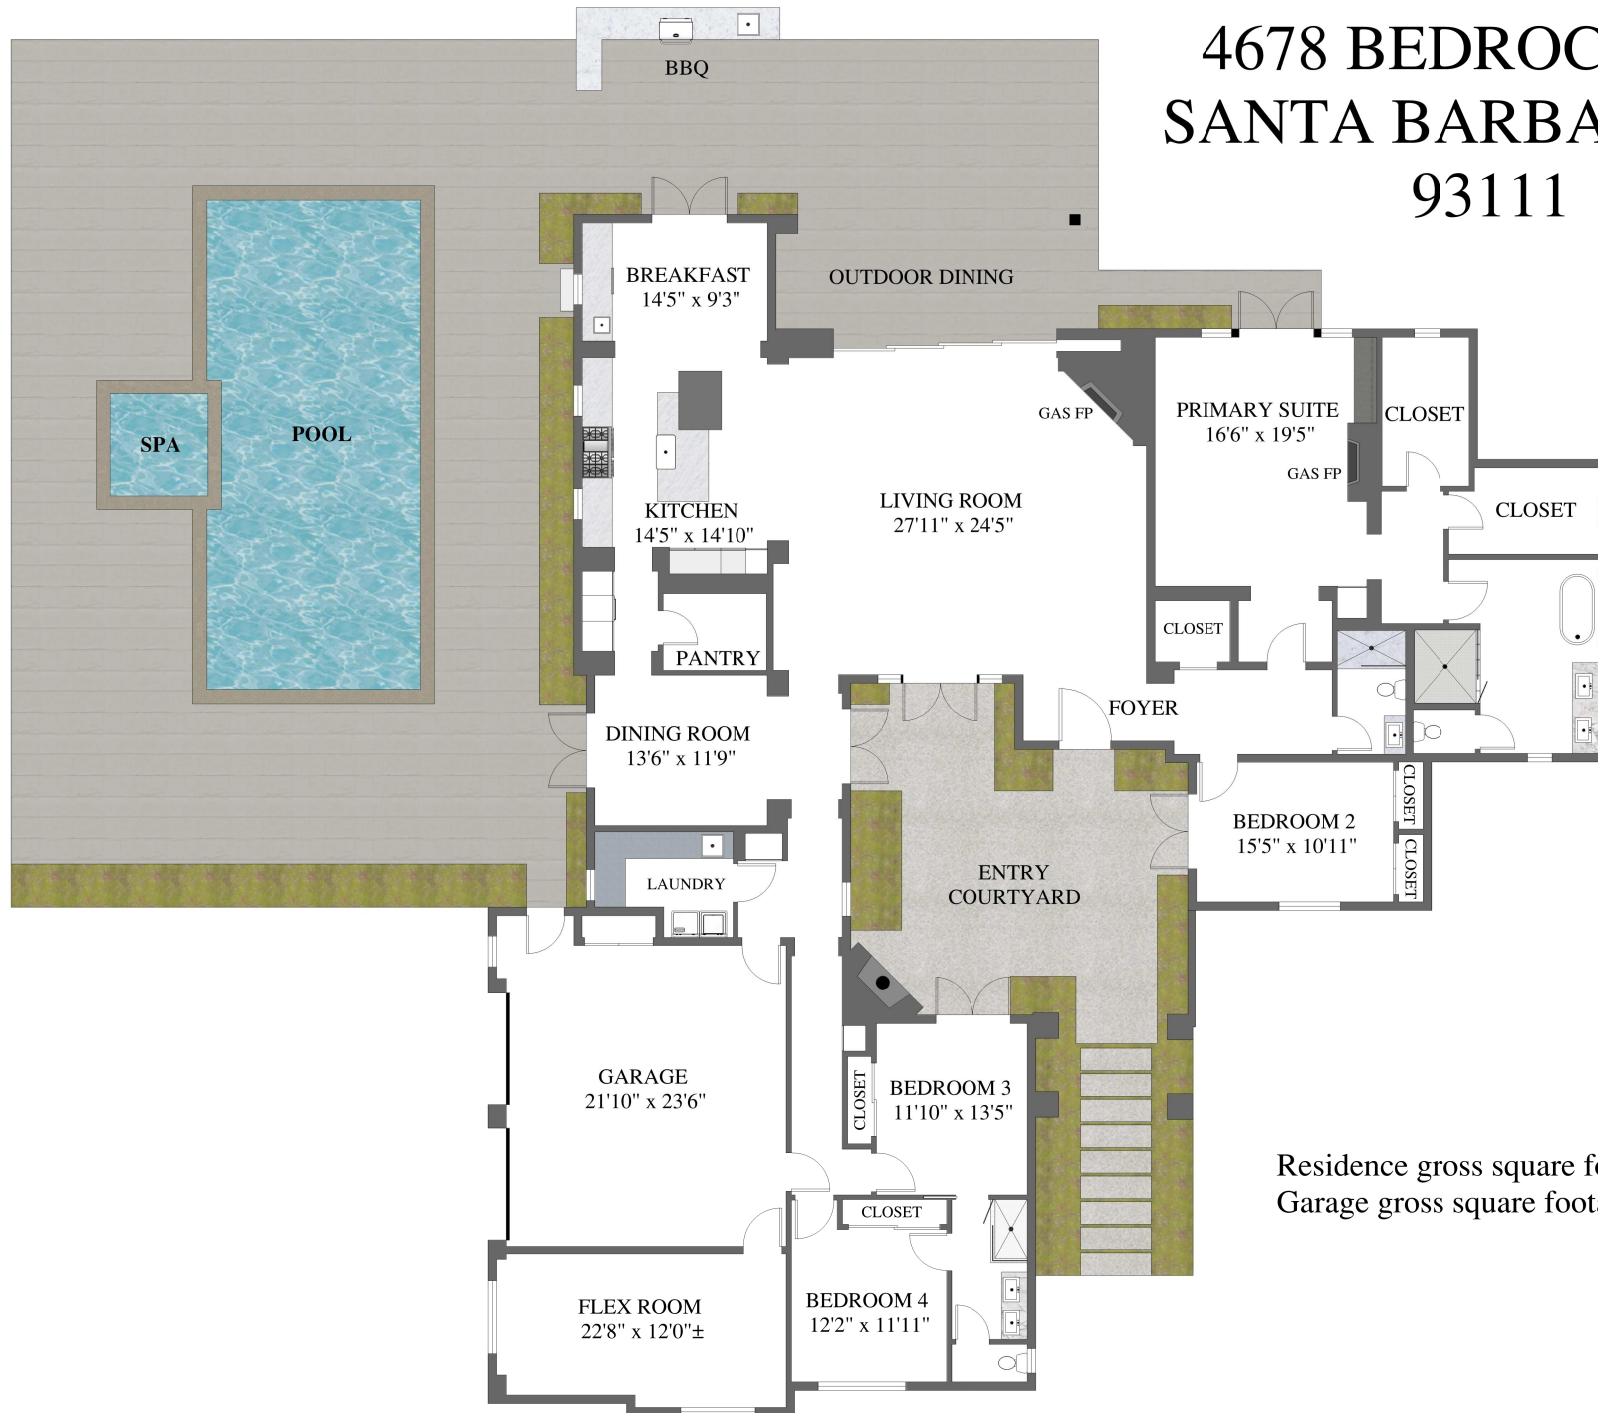 4678 BEDROC
SANTA BARBA
93111
BBQ
BREAKFAST
14'5" x 9'3"
OUTDOOR DINING
SPA
POOL
GAS FP
PRIMARY SUITE
16'6" x 19'5"
CLOSET
GAS FP
KITCHEN
14'5" x 14'10"
LIVING ROOM
27'11" x 24'5"
CLOSET
CLOSET
PANTRY
FOYER
DINING ROOM
13'6" x 11'9"
CLOSET
BEDROOM 2
15'5" x 10'11"
CLOSET
LAUNDRY
ENTRY
COURTYARD
GARAGE
21'10" x 23'6"
CLOSET
BEDROOM 3
11'10" x 13'5"
Residence gross square fo
Garage gross square foota
CLOSET
FLEX ROOM
22'8" x 12'0"±
BEDROOM 4
12'2" x 11'11"